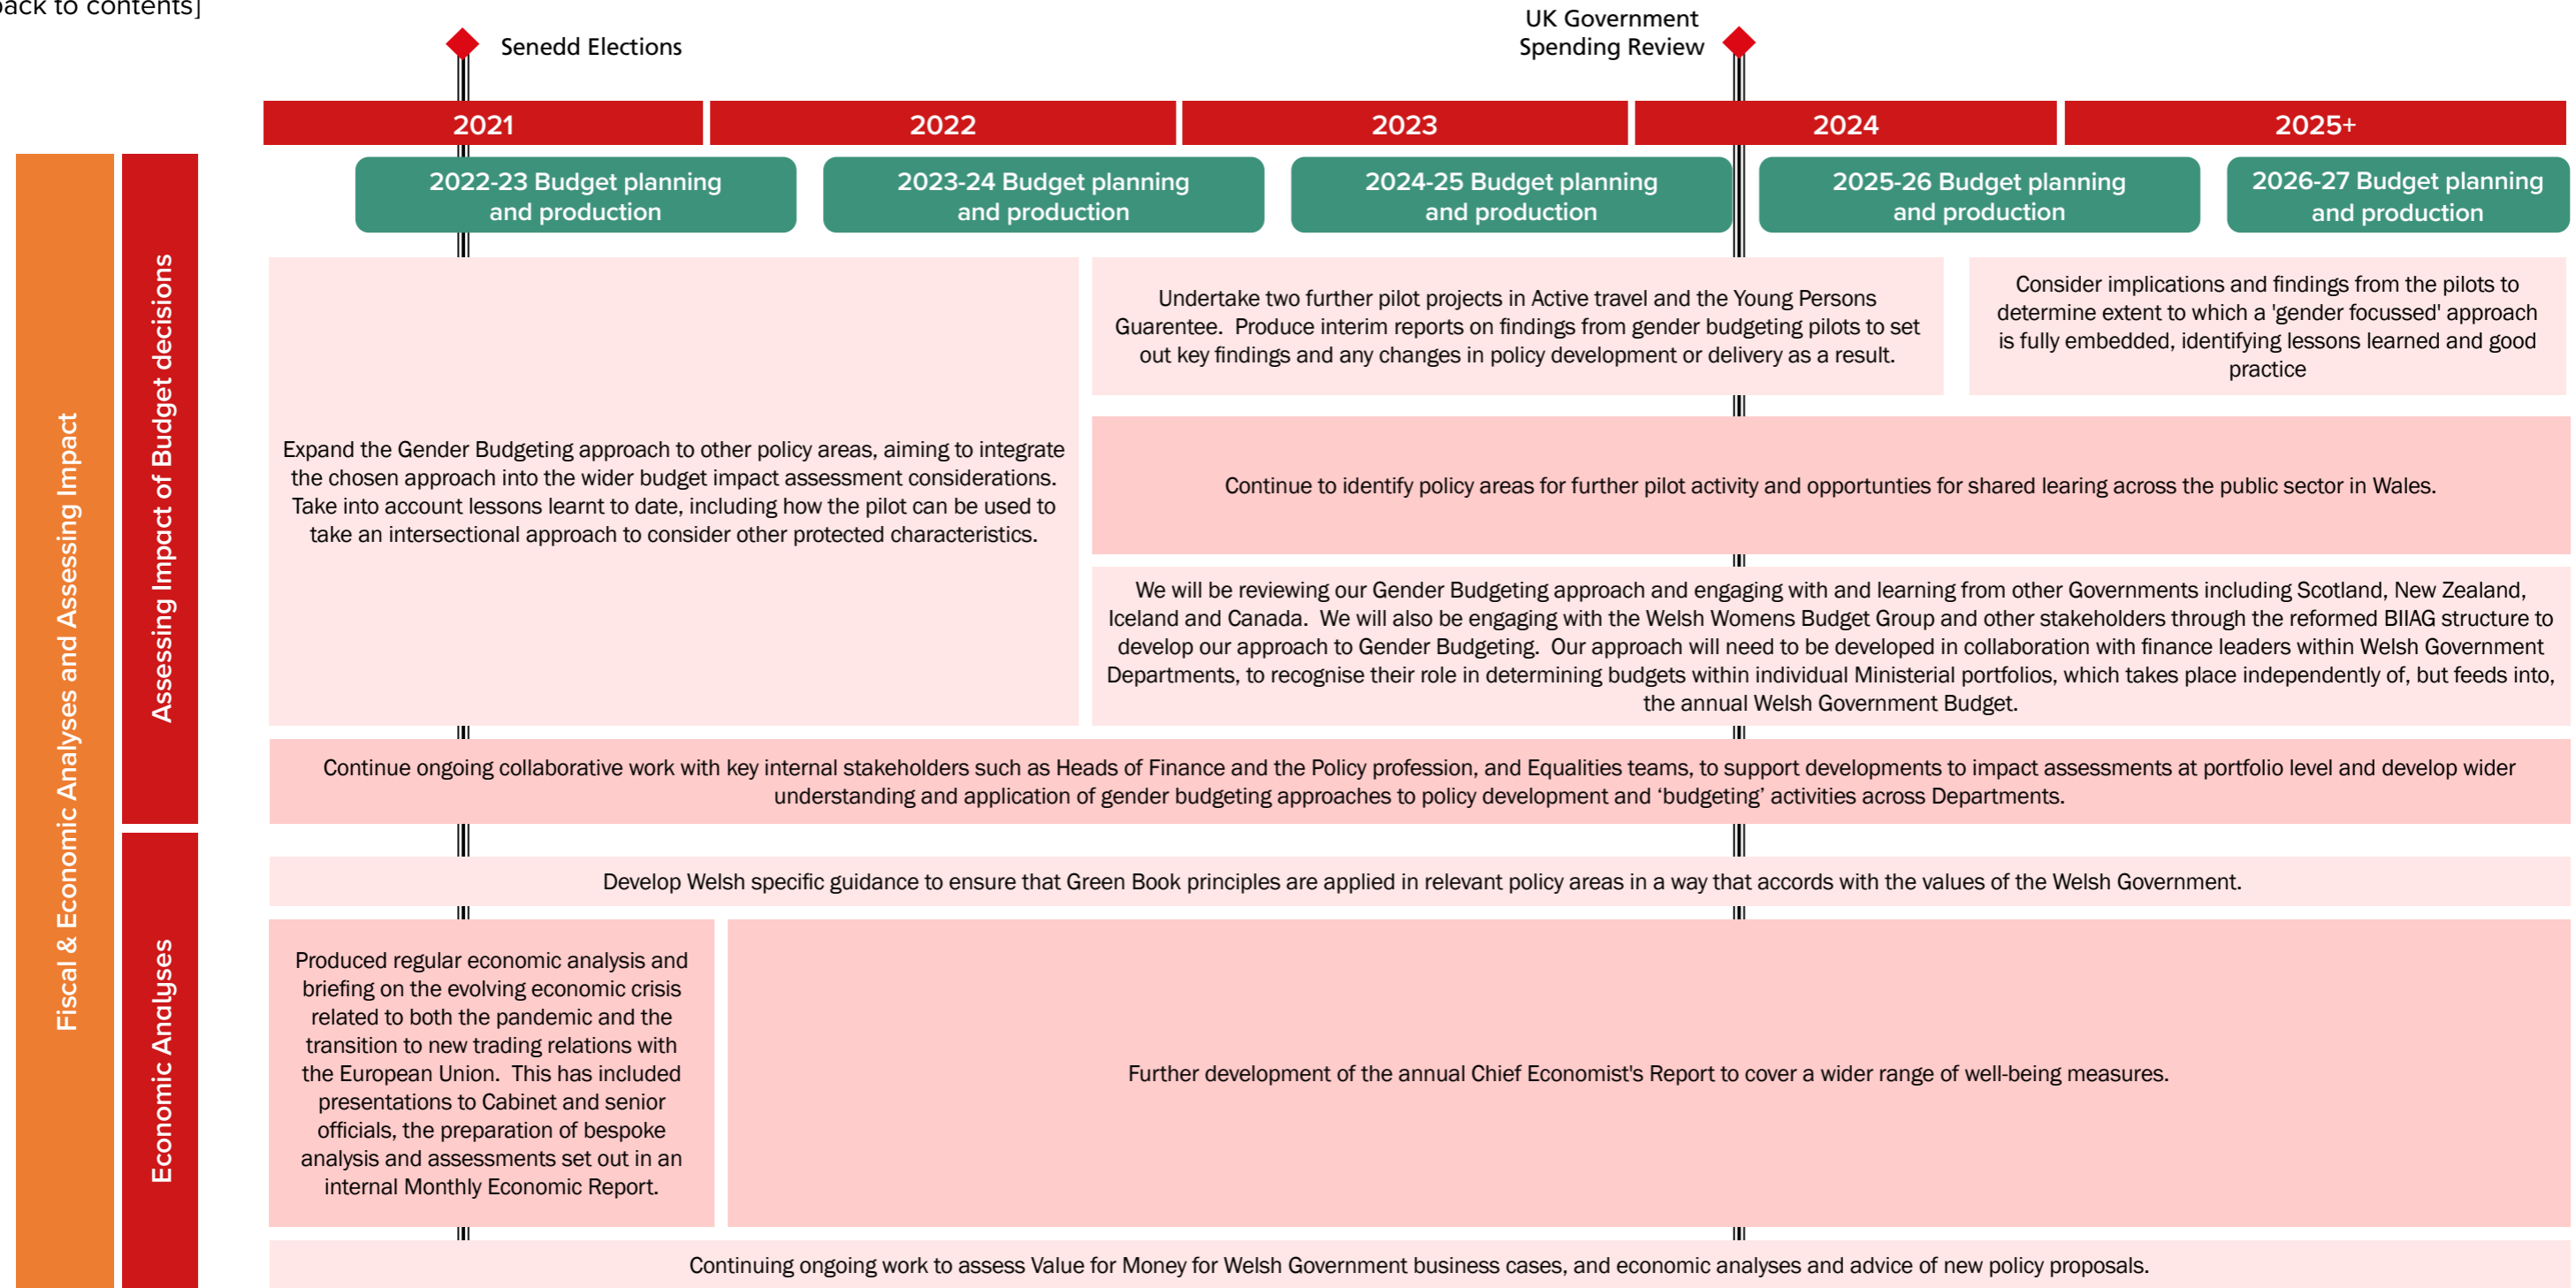 back to contents]
Senedd Elections
UK Government
Spending Review
2021
2022
2023
2024
2025+
2022-23 Budget planning
and production
2023-24 Budget planning
and production
2024-25 Budget planning
and production
2025-26 Budget planning
and production
2026-27 Budget planning
and production
Fiscal & Economic Analyses and Assessing Impact
Assessing Impact of Budget decisions
Expand the Gender Budgeting approach to other policy areas, aiming to integrate
the chosen approach into the wider budget impact assessment considerations.
Take into account lessons learnt to date, including how the pilot can be used to
take an intersectional approach to consider other protected characteristics.
Undertake two further pilot projects in Active travel and the Young Persons
Guarentee.  Produce interim reports on findings from gender budgeting pilots to set
out key findings and any changes in policy development or delivery as a result.
Consider implications and findings from the pilots to
determine extent to which a 'gender focussed' approach
is fully embedded, identifying lessons learned and good
practice
Continue to identify policy areas for further pilot activity and opportunties for shared learing across the public sector in Wales.
We will be reviewing our Gender Budgeting approach and engaging with and learning from other Governments including Scotland, New Zealand,
Iceland and Canada.  We will also be engaging with the Welsh Womens Budget Group and other stakeholders through the reformed BIIAG structure to
develop our approach to Gender Budgeting.  Our approach will need to be developed in collaboration with finance leaders within Welsh Government
Departments, to recognise their role in determining budgets within individual Ministerial portfolios, which takes place independently of, but feeds into,
the annual Welsh Government Budget.
Continue ongoing collaborative work with key internal stakeholders such as Heads of Finance and the Policy profession, and Equalities teams, to support developments to impact assessments at portfolio level and develop wider
understanding and application of gender budgeting approaches to policy development and ‘budgeting’ activities across Departments.
Economic Analyses
Develop Welsh specific guidance to ensure that Green Book principles are applied in relevant policy areas in a way that accords with the values of the Welsh Government.
Produced regular economic analysis and
briefing on the evolving economic crisis
related to both the pandemic and the
transition to new trading relations with
the European Union.  This has included
presentations to Cabinet and senior
officials, the preparation of bespoke
analysis and assessments set out in an
internal Monthly Economic Report.
Further development of the annual Chief Economist's Report to cover a wider range of well-being measures.
Continuing ongoing work to assess Value for Money for Welsh Government business cases, and economic analyses and advice of new policy proposals.